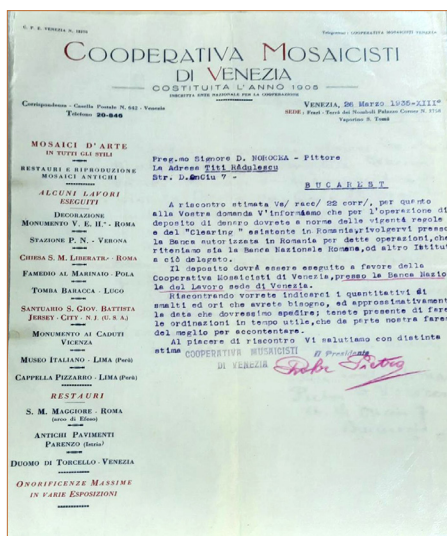 C. P. E. VENEZIA N.
Telegrammi: COOPERATIVA MOSAICISTI VENEZIA
COOPERATIVA MOSAICISTI
DI VENEZIA
COSTITUITA L'ANNO 1905
INSCRITTA ENTE NAZIONALE PER LA COOPERAZIONE
Corrispondenza - Casella Postale N. 642 - Venezia
Telefono 20-845
VENEZIA, 26 Marzo 1935-XIII°
SEDE, Frari - Terrà dei Nomboli Palazzo Corner N. 2750
Vaporino S. Tomà
MOSAICI D'ARTE
IN TUTTI GLI STILI
RESTAURI E RIPRODUZIONE
MOSAICI ANTICHI
ALCUNI LAVORI
ESEGUITI
DECORAZIONE
MONUMENTO V. E. II.° - ROMA
STAZIONE P. N. - VERONA
CHIESA S. M. LIBERATR. - ROMA
FAMEDIO AL MARINAIO - POLA
TOMBA BARACCA - LUGO
SANTUARIO S. GIOV. BATTISTA
JERSEY - CITY - N. J. (U. S. A.)
MONUMENTO AI CADUTI
VICENZA
MUSEO ITALIANO - LIMA (Perù)
CAPPELLA PIZZARRO - LIMA (Perù)
RESTAURI
S. M. MAGGIORE - ROMA
(arco di Efeso)
ANTICHI PAVIMENTI
PARENZO (Istria)
DUOMO DI TORCELLO - VENEZIA
ONORIFICENZE MASSIME
IN VARIE ESPOSIZIONI
Preg.mo Signore D. NOROCEA - Pittore
La Adresa Titi Rădulescu
Str. 7 -
BUCAREST
A riscontro stimata Vs/ race/ 22 corr/, per quanto
alla Vostra domanda V'informiamo che per l'operazione di
deposito di denaro dovrete a norme delle vigenti regole
e del "Clearing" esistente in Romania, rivolgervi presso
la Banca autorizzata in Romania per dette operazioni, che
riteniamo sia la Banca Nazionale Romana, od altro Istitu
a ciò delegato.
Il deposito dovrà essere eseguito a favore della
Cooperativa Mosaicisti di Venezia, presso la Banca Nazio
le del Lavoro sede di Venezia.
Riscontrando vorrete indicarci i quantitativi di
smalti ed ori che avrete bisogno, ed approssimativamen
la data che dovressimo spedire; tenete presente di fare
le ordinazioni in tempo utile, che da parte nostra farem
del meglio per accontentare.
Al piacere di riscontro Vi salutiamo con distinta
stima COOPERATIVA MOSAICISTI Il Presidente
DI VENEZIA